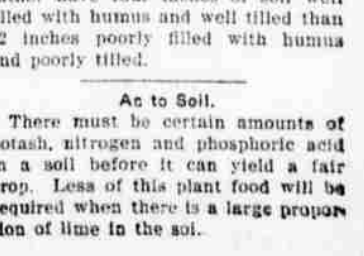 filled with humus and well tilled than
2 inches poorly filled with humus
nd poorly tilled.
As to Soil.
There must be certain amounts of
otash, nitrogen and phosphoric acid
n a soil before it can yield a fair
rop. Less of this plant food will be
equired when there is a large propor-
ion of lime in the soi.